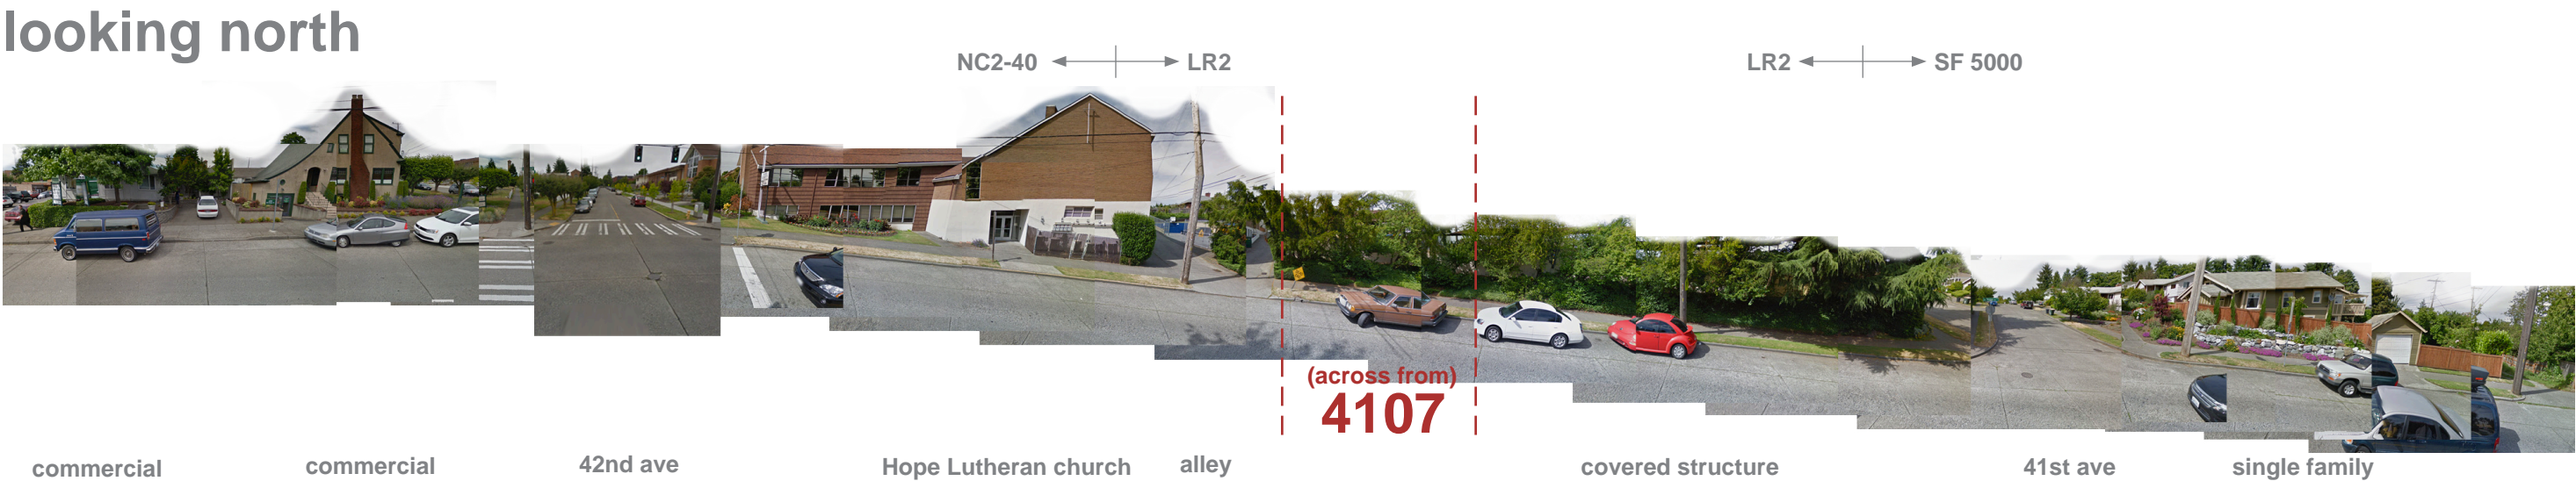 looking north
NC2-40
LR2
LR2
SF 5000
(across from)
4107
commercial
commercial
42nd ave
Hope Lutheran church
alley
covered structure
41st ave
single family